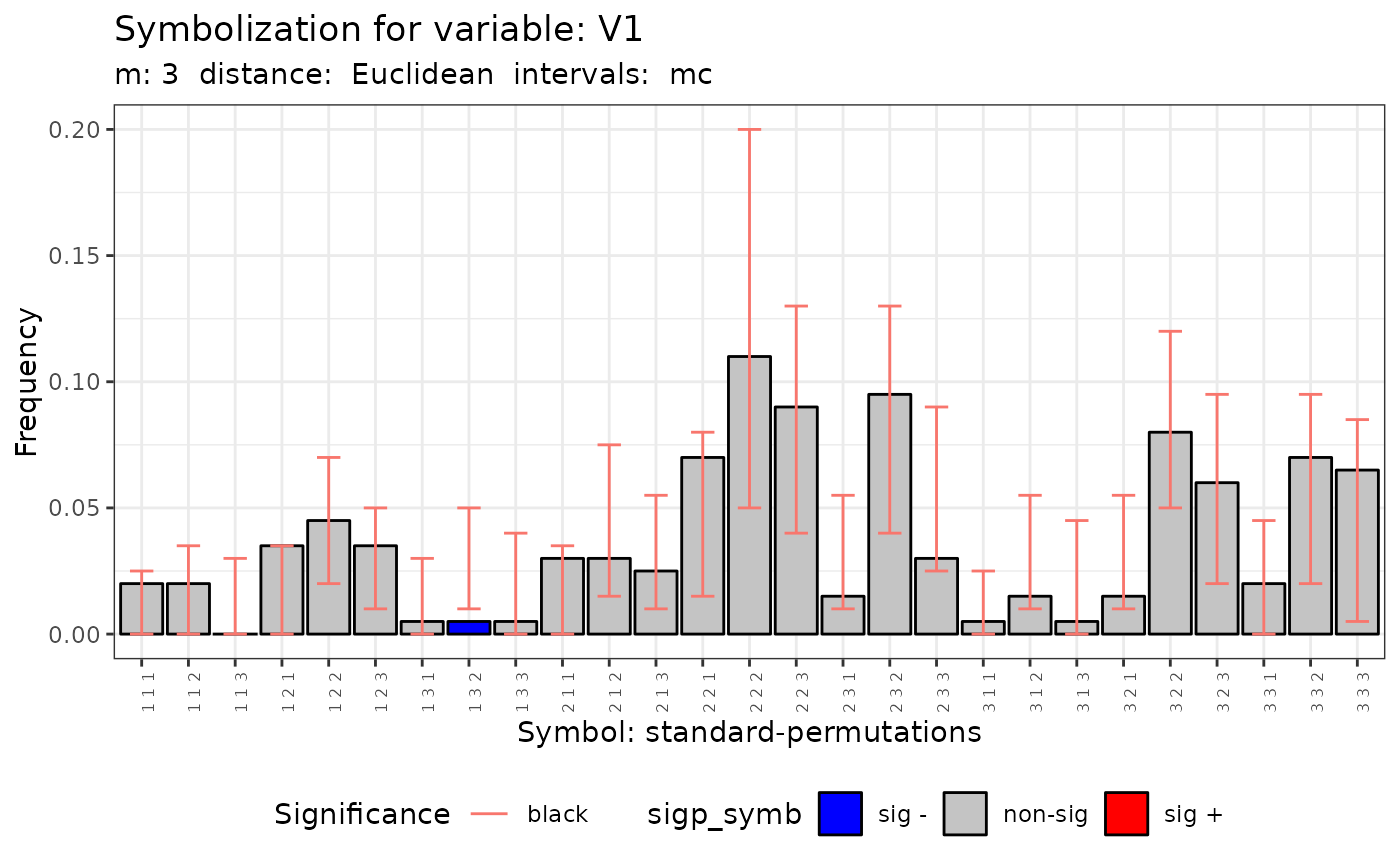 Symbolization for variable: V1
m: 3 distance: Euclidean intervals: mc
Frequency
0.20
0.15
0.10
0.05
0.00
1 1 1
1 1 2
1 1 3
1 2 1
1 2 2
1 2 3
1 3 1
1 3 2
1 3 3
2 1 1
2 1 2
2 1 3
2 2 1
2 2 2
2 2 3
2 3 1
2 3 2
2 3 3
3 1 1
3 1 2
3 1 3
3 2 1
3 2 2
3 2 3
3 3 1
3 3 2
3 3 3
Symbol: standard-permutations
Significance black sigp_symb sig - non-sig sig +